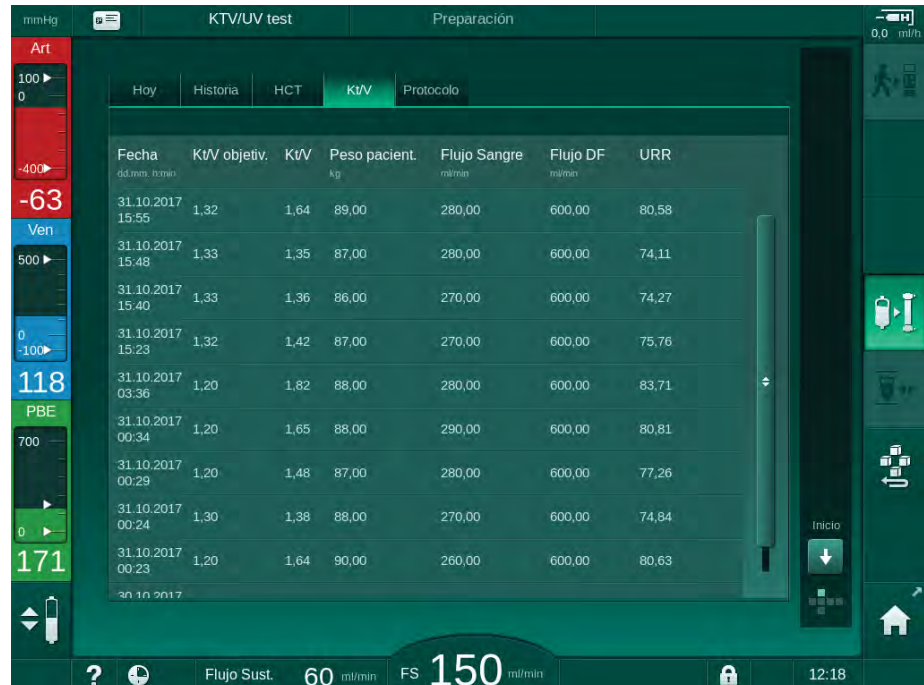 mmHg
KTV/UV test
Preparación
0,0 ml/h
Art
100
0
-400
-63
Ven
500
0
-100
118
PBE
700
0
171
Hoy Historia HCT Kt/V Protocolo
Fecha Kt/V objetiv. Kt/V Peso pacient. Flujo Sangre Flujo DF URR
dd.mm. h:min kg ml/min ml/min
31.10.2017
15:55 1,32 1,64 89,00 280,00 600,00 80,58
31.10.2017
15:48 1,33 1,35 87,00 280,00 600,00 74,11
31.10.2017
15:40 1,33 1,36 86,00 270,00 600,00 74,27
31.10.2017
15:23 1,32 1,42 87,00 270,00 600,00 75,76
31.10.2017
03:36 1,20 1,82 88,00 280,00 600,00 83,71
31.10.2017
00:34 1,20 1,65 88,00 290,00 600,00 80,81
31.10.2017
00:29 1,20 1,48 87,00 280,00 600,00 77,26
31.10.2017
00:24 1,30 1,38 88,00 270,00 600,00 74,84
31.10.2017
00:23 1,20 1,64 90,00 260,00 600,00 80,63
30.10.2017
Inicio
? Flujo Sust. 60 ml/min FS 150 ml/min 12:18